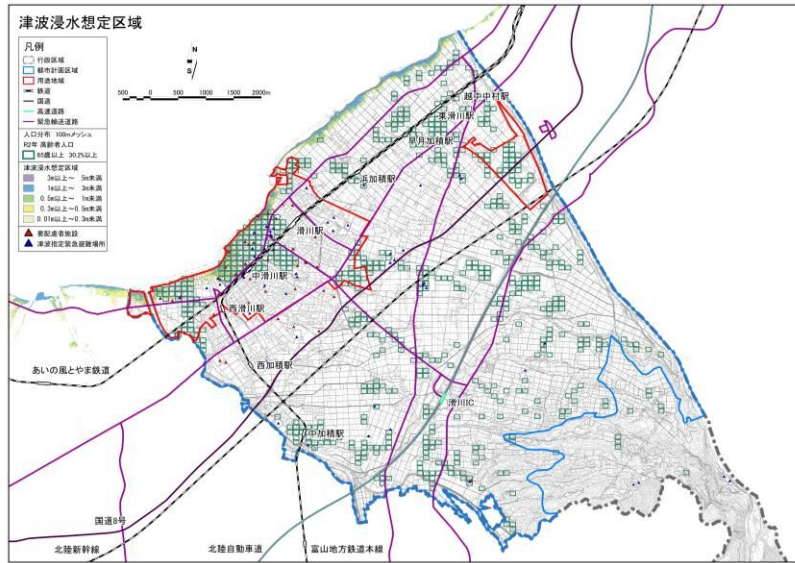 津波浸水想定区域
凡例
行政区域
都市計画区域
用途地域
鉄道
国道
高速道路
緊急輸送道路
人口分布 100mメッシュ
R2年 高齢者人口
65歳以上 30.2%以上
津波浸水想定区域
3m以上~ 5m未満
1m以上~ 3m未満
0.5m以上~ 1m未満
0.3m以上~0.5m未満
0.01m以上~0.3m未満
要配慮者施設
津波指定緊急避難場所
N
S
500 0 500 1000 1500 2000m
越中中村駅
東滑川駅
早月加積駅
浜加積駅
滑川駅
中滑川駅
西滑川駅
西加積駅
あいの風とやま鉄道
滑川IC
中加積駅
国道8号
北陸新幹線
北陸自動車道
富山地方鉄道本線